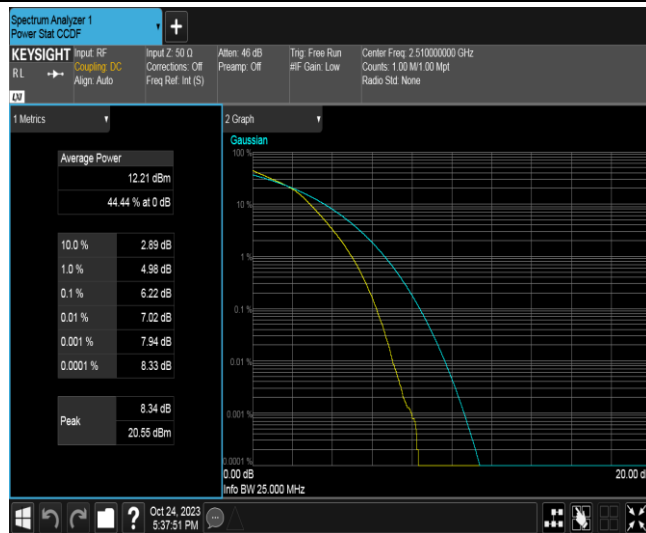 Spectrum Analyzer 1
Power Stat CCDF
+
KEYSIGHT
RL
Input: RF
Coupling: DC
Align: Auto
Input Z: 50 Ω
Corrections: Off
Freq Ref: Int (S)
Atten: 46 dB
Preamp: Off
Trig: Free Run
#IF Gain: Low
Center Freq: 2.510000000 GHz
Counts: 1.00 M/1.00 Mpt
Radio Std: None
1 Metrics
Average Power
12.21 dBm
44.44 % at 0 dB
10.0 % 2.89 dB
1.0 % 4.98 dB
0.1 % 6.22 dB
0.01 % 7.02 dB
0.001 % 7.94 dB
0.0001 % 8.33 dB
Peak
8.34 dB
20.55 dBm
2 Graph
Gaussian
100 %
10 %
1 %
0.1 %
0.01 %
0.001 %
0.0001 %
0.00 dB
20.00 d
Info BW 25.000 MHz
?
Oct 24, 2023
5:37:51 PM